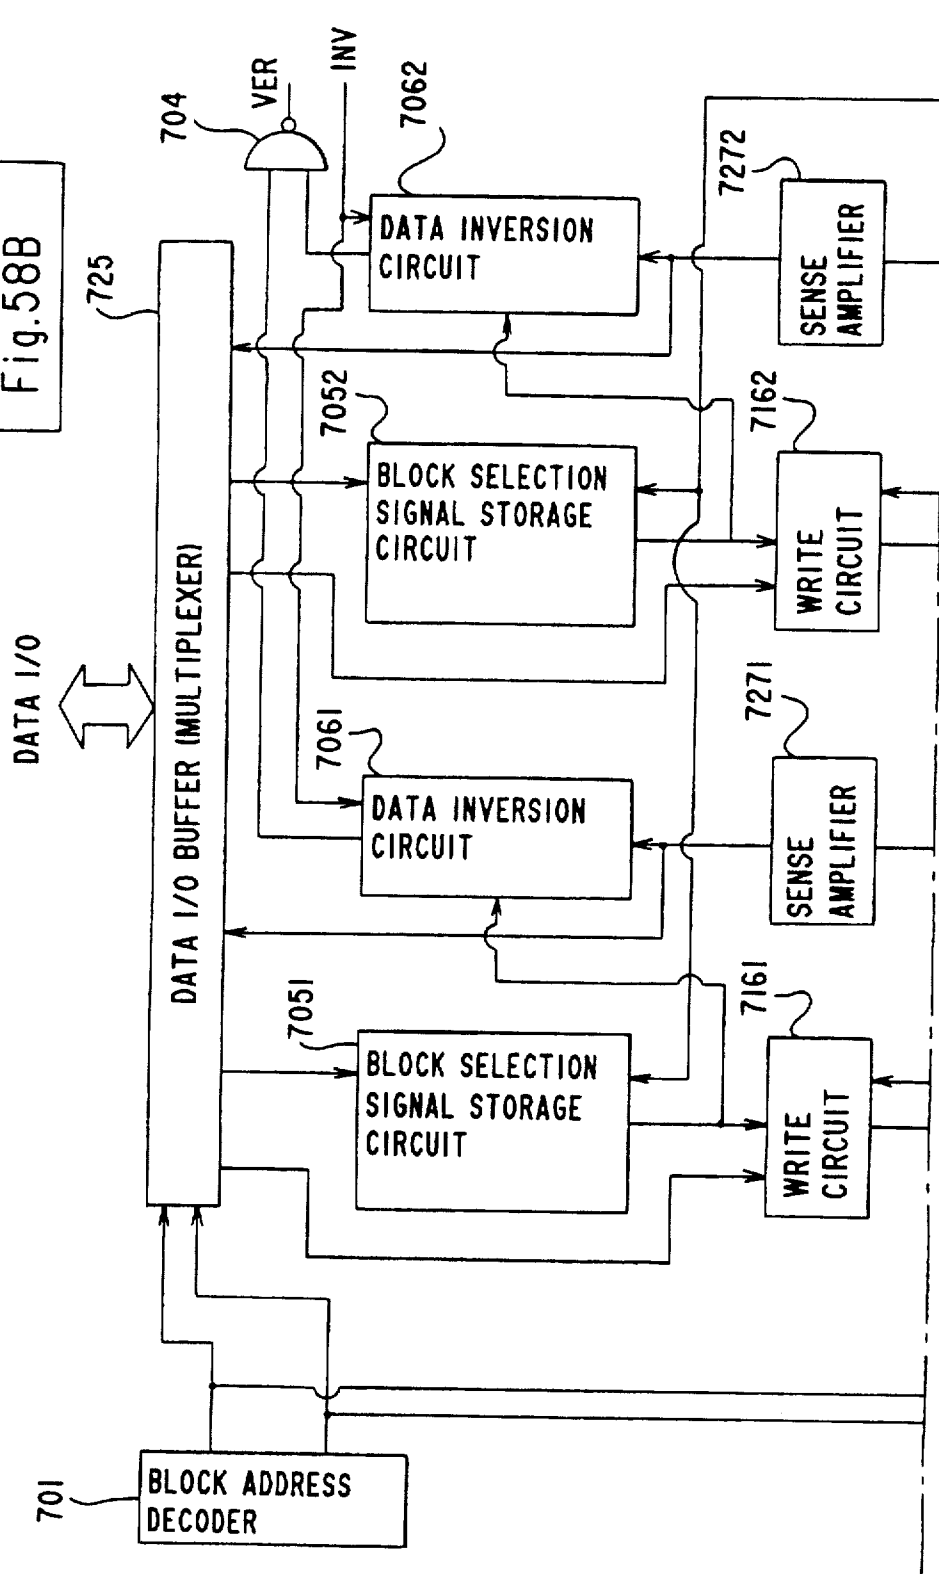 Fig.58B
DATA I/O
725
DATA I/O BUFFER (MULTIPLEXER)
704
VER
INV
701
BLOCK ADDRESS
DECODER
7051
BLOCK SELECTION
SIGNAL STORAGE
CIRCUIT
7061
DATA INVERSION
CIRCUIT
7052
BLOCK SELECTION
SIGNAL STORAGE
CIRCUIT
7062
DATA INVERSION
CIRCUIT
7161
WRITE
CIRCUIT
7271
SENSE
AMPLIFIER
7162
WRITE
CIRCUIT
7272
SENSE
AMPLIFIER